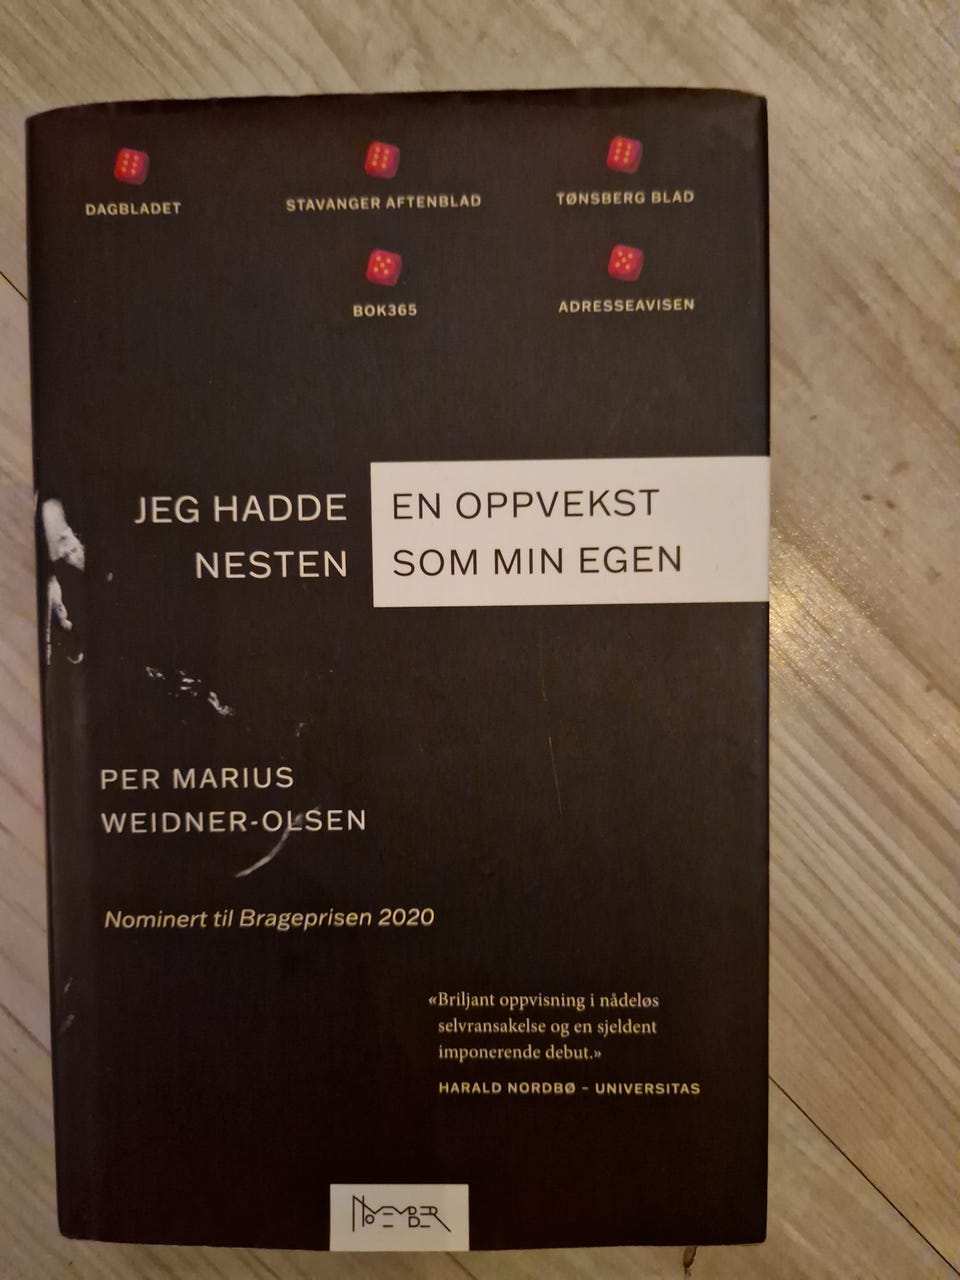 DAGBLADET
STAVANGER AFTENBLAD
TØNSBERG BLAD
BOK365
ADRESSEAVISEN
JEG HADDE
NESTEN
EN OPPVEKST
SOM MIN EGEN
PER MARIUS
WEIDNER-OLSEN
Nominert til Brageprisen 2020
«Briljant oppvisning i nådeløs
selvransakelse og en sjeldent
imponerende debut.»
HARALD NORDBØ – UNIVERSITAS
NOVEMBER